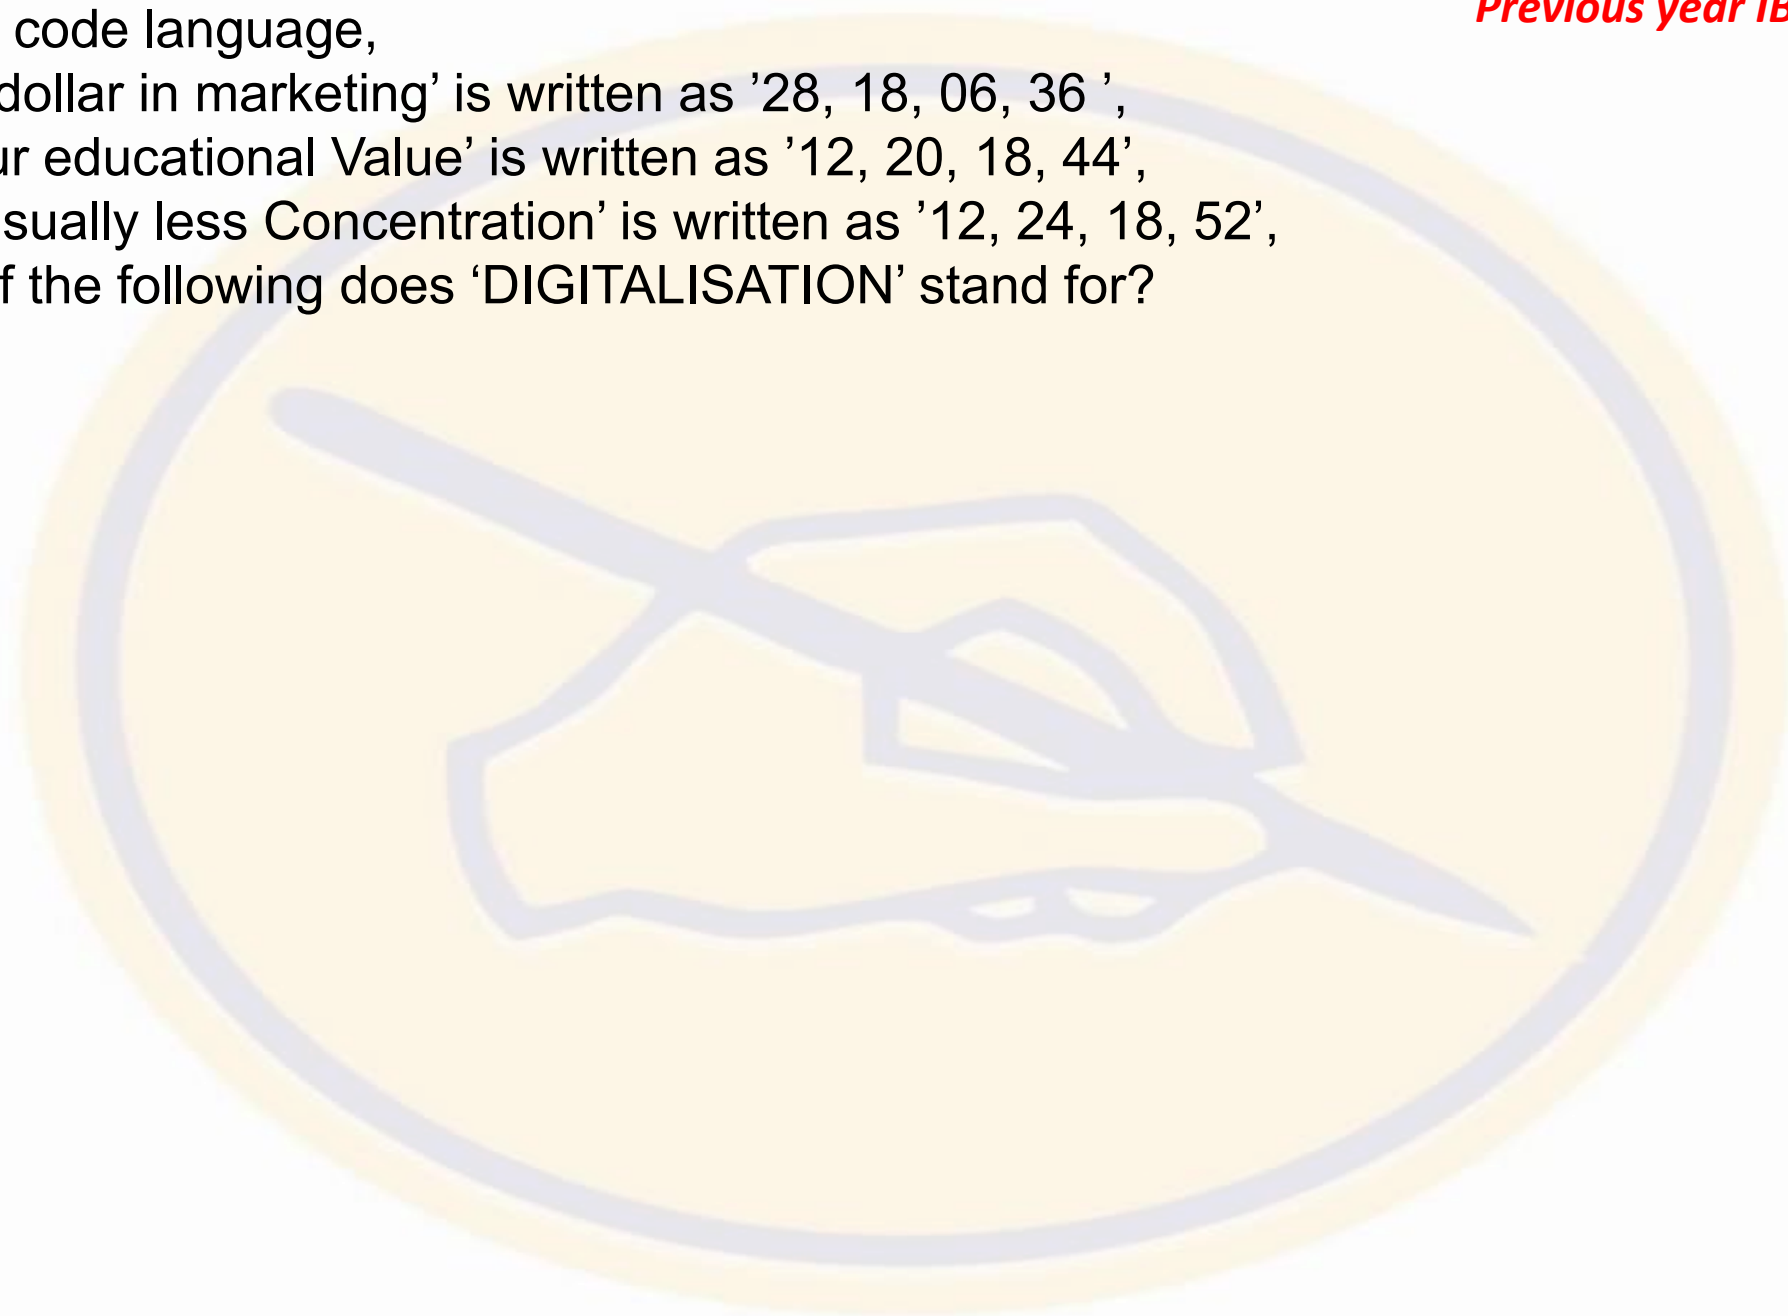 Previous year IB
code language,
dollar in marketing’ is written as ’28, 18, 06, 36 ’,
ur educational Value’ is written as ’12, 20, 18, 44’,
sually less Concentration’ is written as ’12, 24, 18, 52’,
f the following does ‘DIGITALISATION’ stand for?